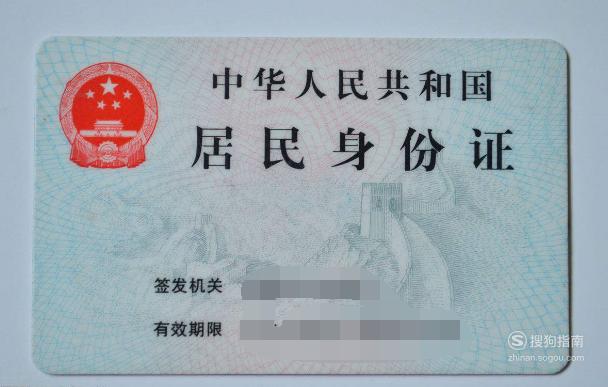 中华人民共和国
居民身份证
签发机关
有效期限
搜狗指南
zhinan.sogou.com